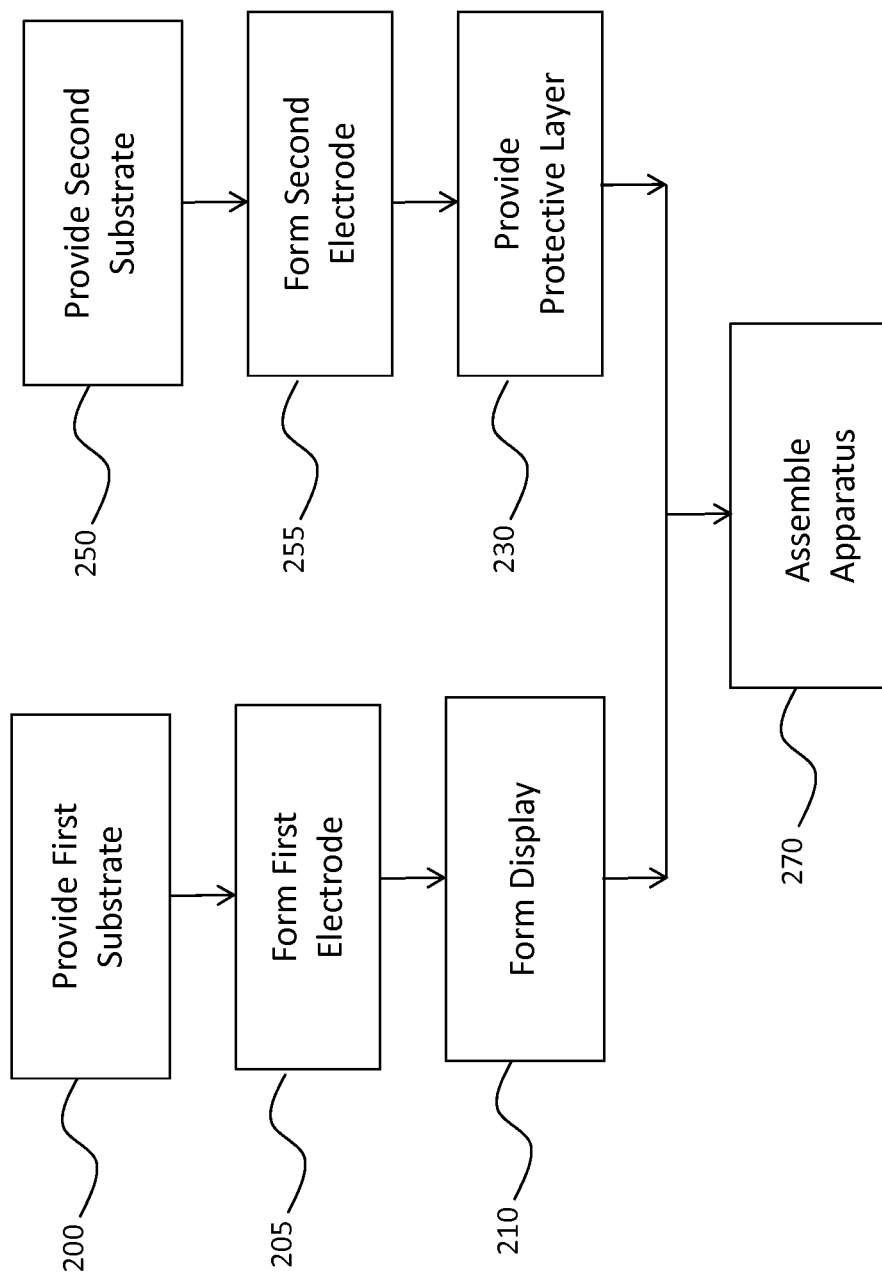 Provide First
Substrate
200
Form First
Electrode
205
Form Display
210
Provide Second
Substrate
250
Form Second
Electrode
255
Provide
Protective Layer
230
Assemble
Apparatus
270